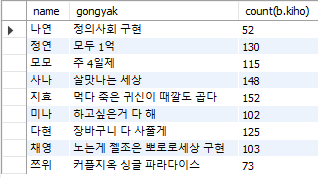 name gongyak count(b.kiho)
나연 정의사회 구현 52
정연 모두 1억 130
모모 주 4일제 115
사나 살맛나는 세상 148
지효 먹다 죽은 귀신이 때깔도 곱다 152
미나 하고싶은거 다 해 102
다현 장바구니 다 사쥴게 125
채영 노는게 젤조은 뽀로로세상 구현 103
쯔위 커플지옥 싱글 파라다이스 73